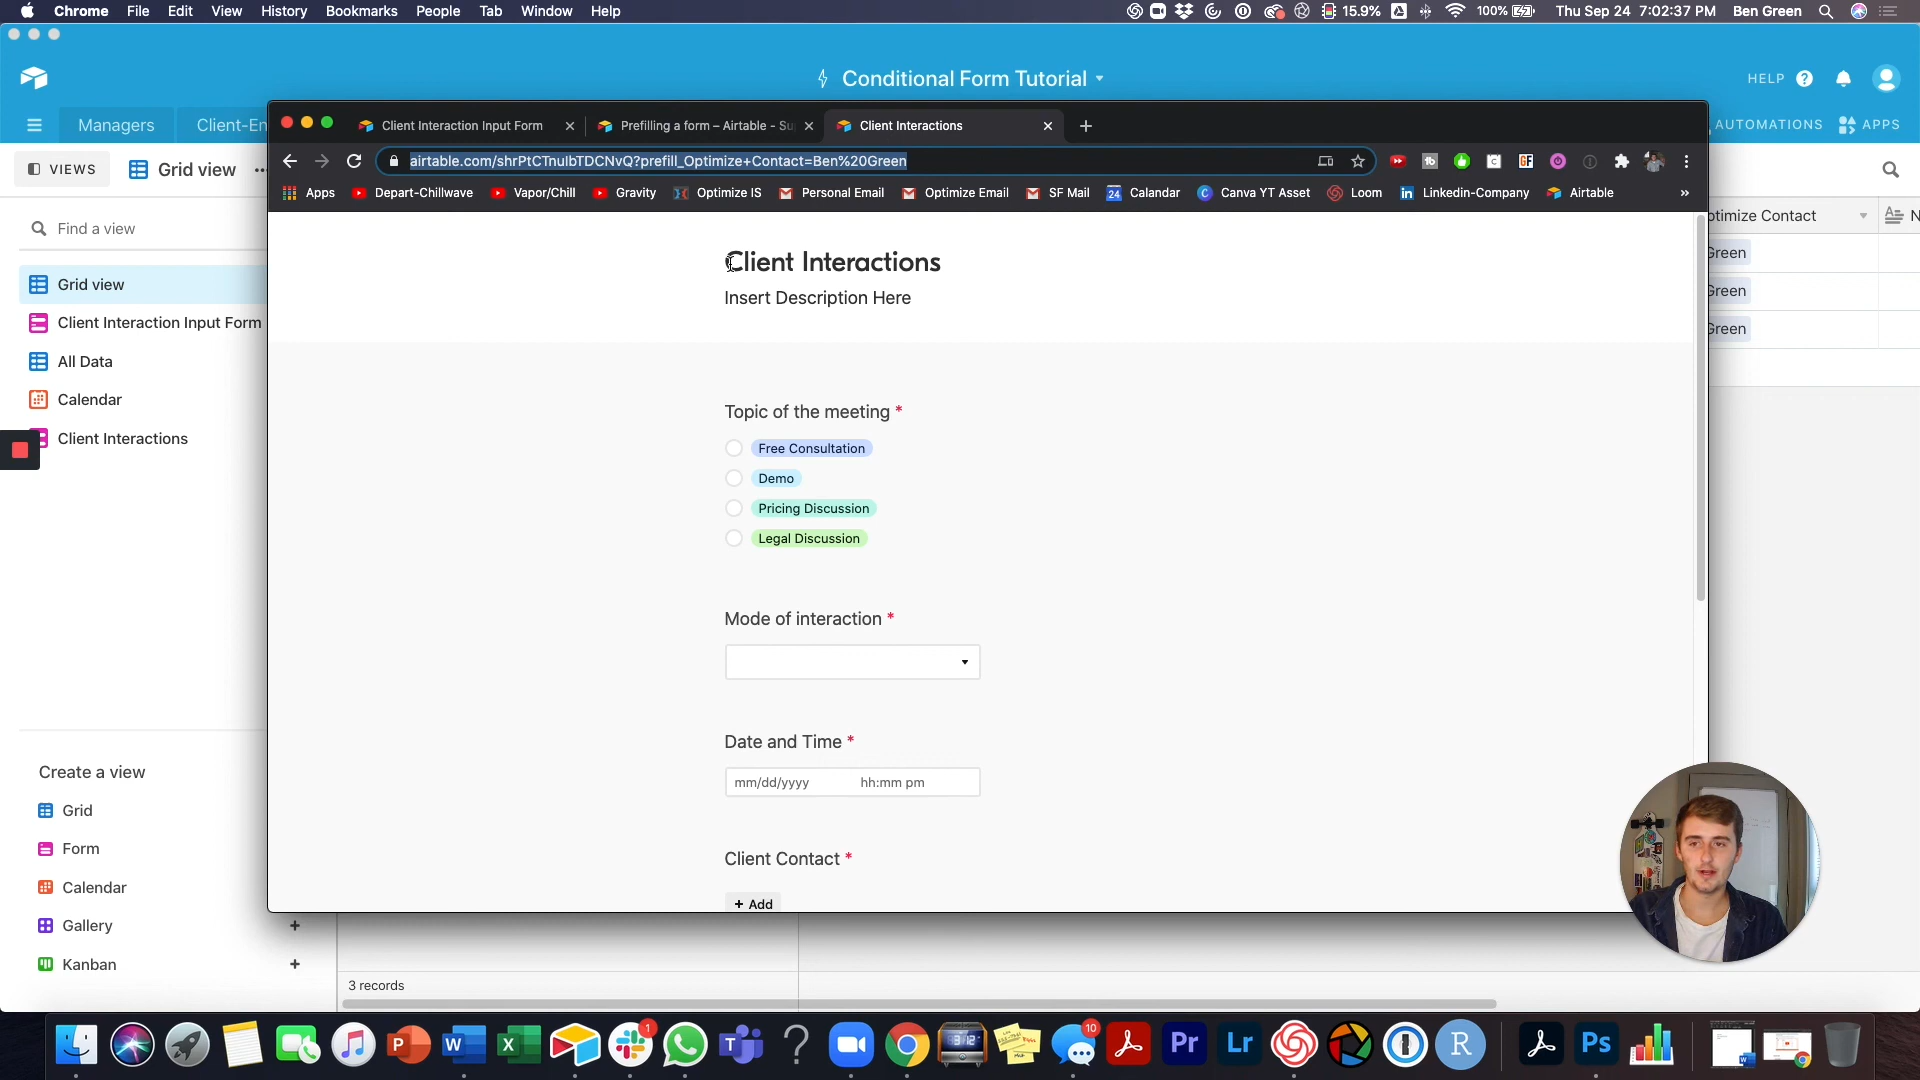 Chrome File Edit View History Bookmarks People Tab Window Help 15.9% 100% Thu Sep 24 7:02:37 PM Ben Green
Conditional Form Tutorial
HELP
Managers
Client-En
AUTOMATIONS
APPS
Client Interaction Input Form
Prefilling a form – Airtable - Su
Client Interactions
airtable.com/shrPtCTnulbTDCNvQ?prefill_Optimize+Contact=Ben%20Green
VIEWS
Grid view
Apps
Depart-Chillwave
Vapor/Chill
Gravity
Optimize IS
Personal Email
Optimize Email
SF Mail
24
Calandar
Canva YT Asset
Loom
Linkedin-Company
Airtable
»
Find a view
Grid view
Client Interaction Input Form
All Data
Calendar
Client Interactions
Create a view
Grid
Form
Calendar
Gallery
Kanban
Client Interactions
Insert Description Here
Topic of the meeting *
Free Consultation
Demo
Pricing Discussion
Legal Discussion
Mode of interaction *
Date and Time *
mm/dd/yyyy hh:mm pm
Client Contact *
+ Add
ptimize Contact
N
Green
Green
Green
3 records
1
10
P
W
X
T
?
Pr
Lr
R
Ps